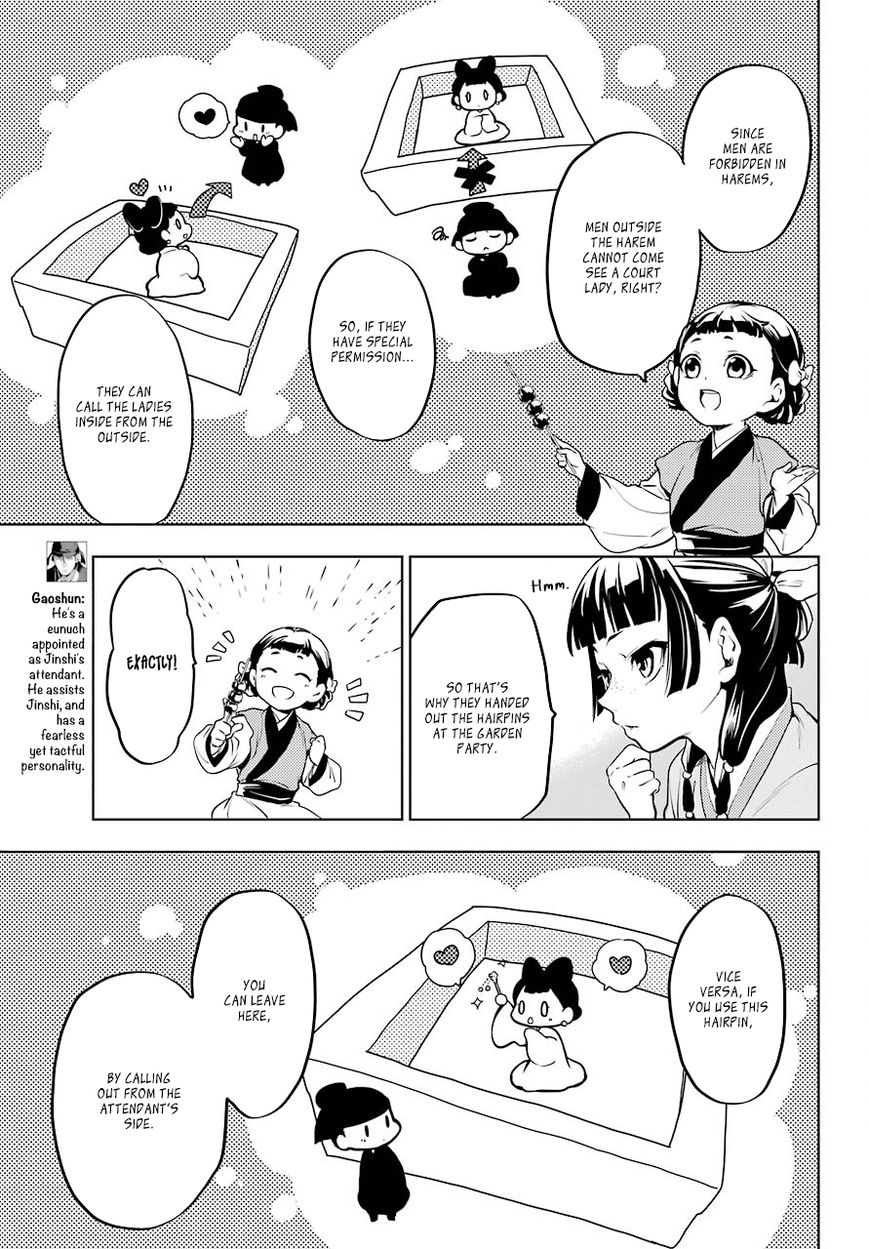 SINCE
MEN ARE
FORBIDDEN IN
HAREMS,
MEN OUTSIDE
THE HAREM
CANNOT COME
SEE A COURT
LADY, RIGHT?
SO, IF THEY
HAVE SPECIAL
PERMISSION...
THEY CAN
CALL THE LADIES
INSIDE FROM THE
OUTSIDE.
Hmm.
SO THAT'S
WHY THEY HANDED
OUT THE HAIRPINS
AT THE GARDEN
PARTY.
EXACTLY!
Gaoshun:
He's a
eunuch
appointed
as Jinshi's
attendant.
He assists
Jinshi, and
has a
fearless
yet tactful
personality.
VICE
VERSA, IF
YOU USE THIS
HAIRPIN,
YOU
CAN LEAVE
HERE,
BY CALLING
OUT FROM THE
ATTENDANT'S
SIDE.